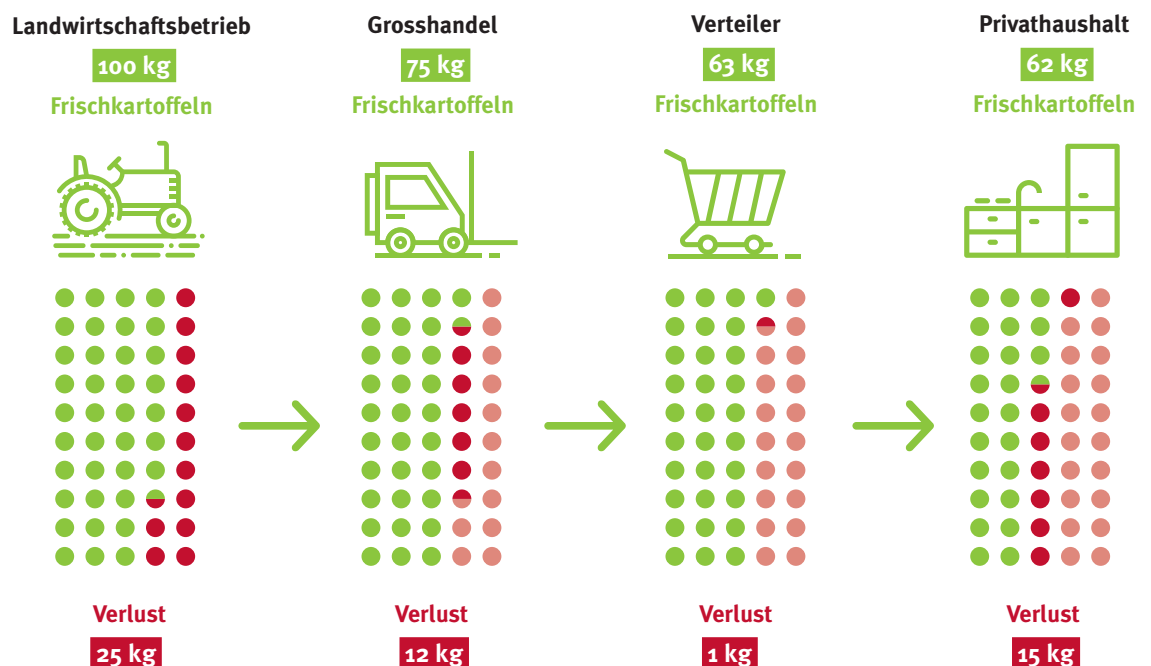 Landwirtschaftsbetrieb
100 kg
Frischkartoffeln
Grosshandel
75 kg
Frischkartoffeln
Verteiler
63 kg
Frischkartoffeln
Privathaushalt
62 kg
Frischkartoffeln
Verlust
25 kg
Verlust
12 kg
Verlust
1 kg
Verlust
15 kg